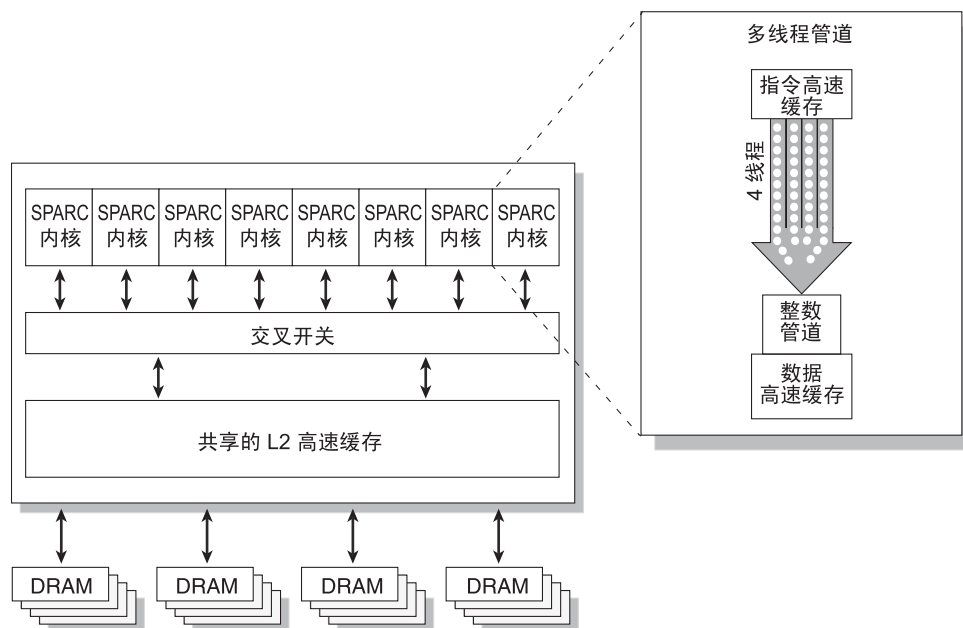 多线程管道
指令高速
缓存
4 线程
整数
管道
数据
高速缓存
SPARC
内核
SPARC
内核
SPARC
内核
SPARC
内核
SPARC
内核
SPARC
内核
SPARC
内核
SPARC
内核
交叉开关
共享的 L2 高速缓存
DRAM
DRAM
DRAM
DRAM